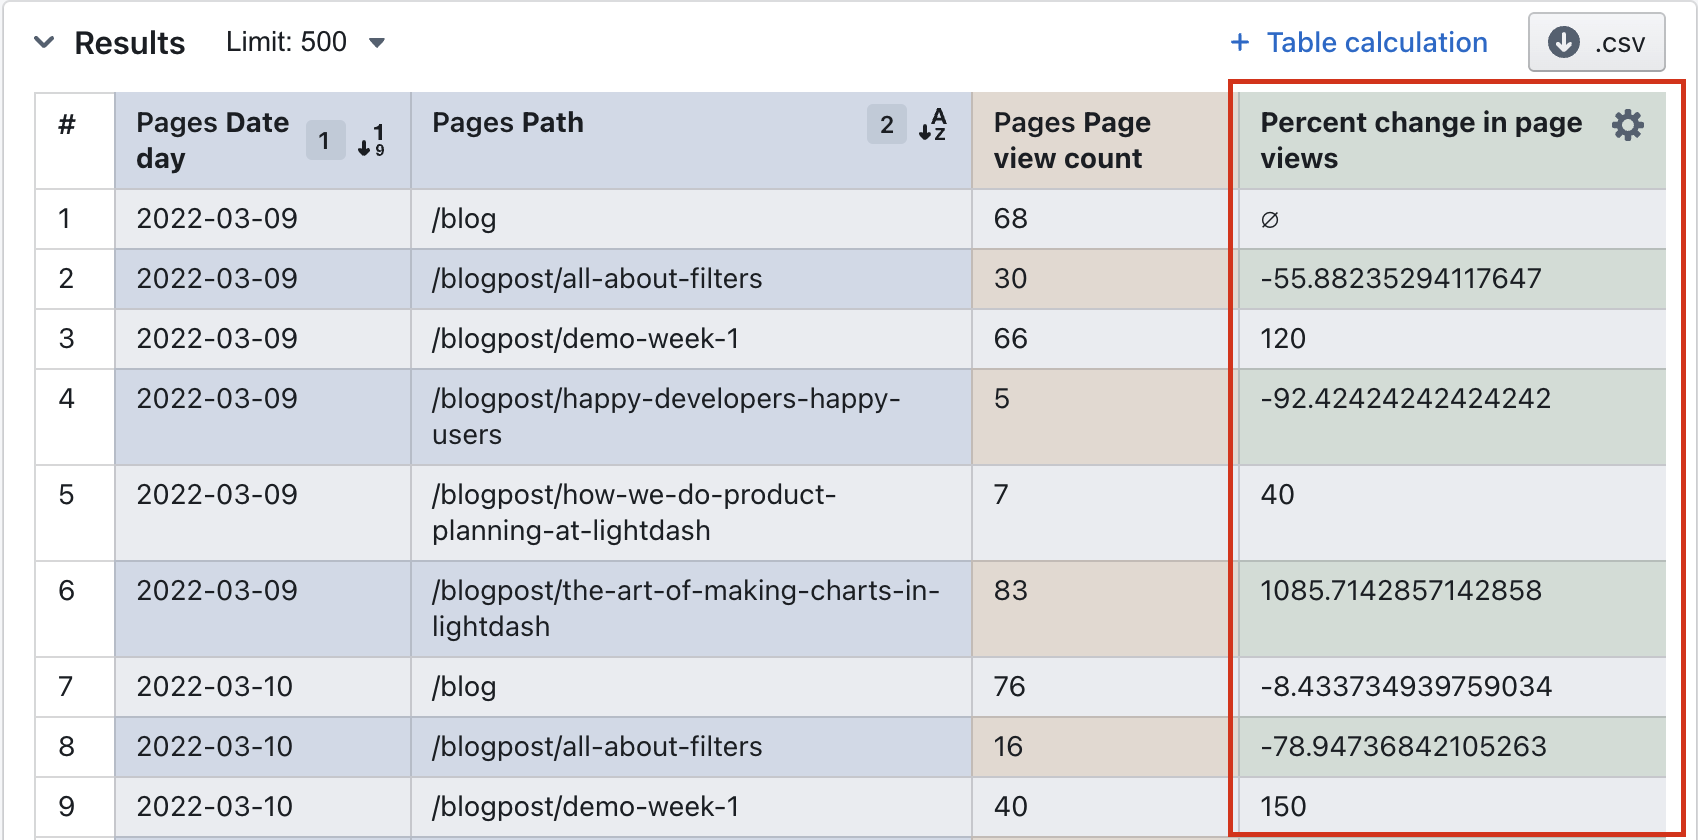 Results Limit: 500 + Table calculation .csv
# Pages Date day 1 1 9 Pages Path 2 A Z Pages Page view count Percent change in page views
1 2022-03-09 /blog 68 ∅
2 2022-03-09 /blogpost/all-about-filters 30 -55.88235294117647
3 2022-03-09 /blogpost/demo-week-1 66 120
4 2022-03-09 /blogpost/happy-developers-happy-users 5 -92.42424242424242
5 2022-03-09 /blogpost/how-we-do-product-planning-at-lightdash 7 40
6 2022-03-09 /blogpost/the-art-of-making-charts-in-lightdash 83 1085.7142857142858
7 2022-03-10 /blog 76 -8.433734939759034
8 2022-03-10 /blogpost/all-about-filters 16 -78.94736842105263
9 2022-03-10 /blogpost/demo-week-1 40 150